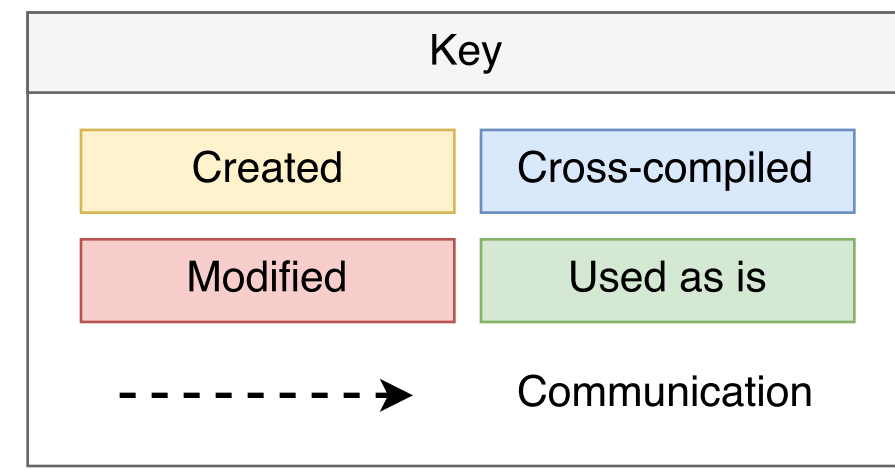 Key
Created
Cross-compiled
Modified
Used as is
Communication